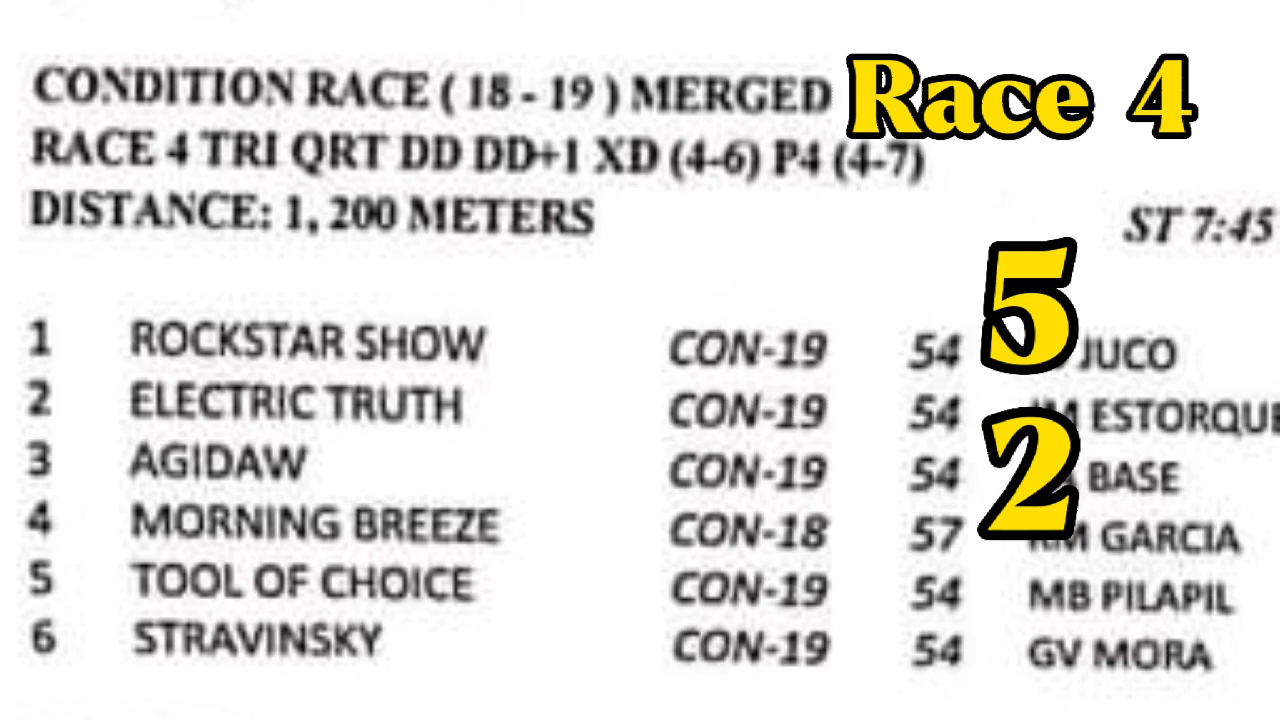 CONDITION RACE ( 18 - 19 ) MERGED Race 4
RACE 4 TRI QRT DD DD+1 XD (4-6) P4 (4-7)
DISTANCE: 1, 200 METERS
ST 7:45
5
1 ROCKSTAR SHOW CON-19 54 JUCO
2 ELECTRIC TRUTH CON-19 54 ESTORQUE
2
3 AGIDAW CON-19 54 BASE
4 MORNING BREEZE CON-18 57 RM GARCIA
5 TOOL OF CHOICE CON-19 54 MB PILAPIL
6 STRAVINSKY CON-19 54 GV MORA